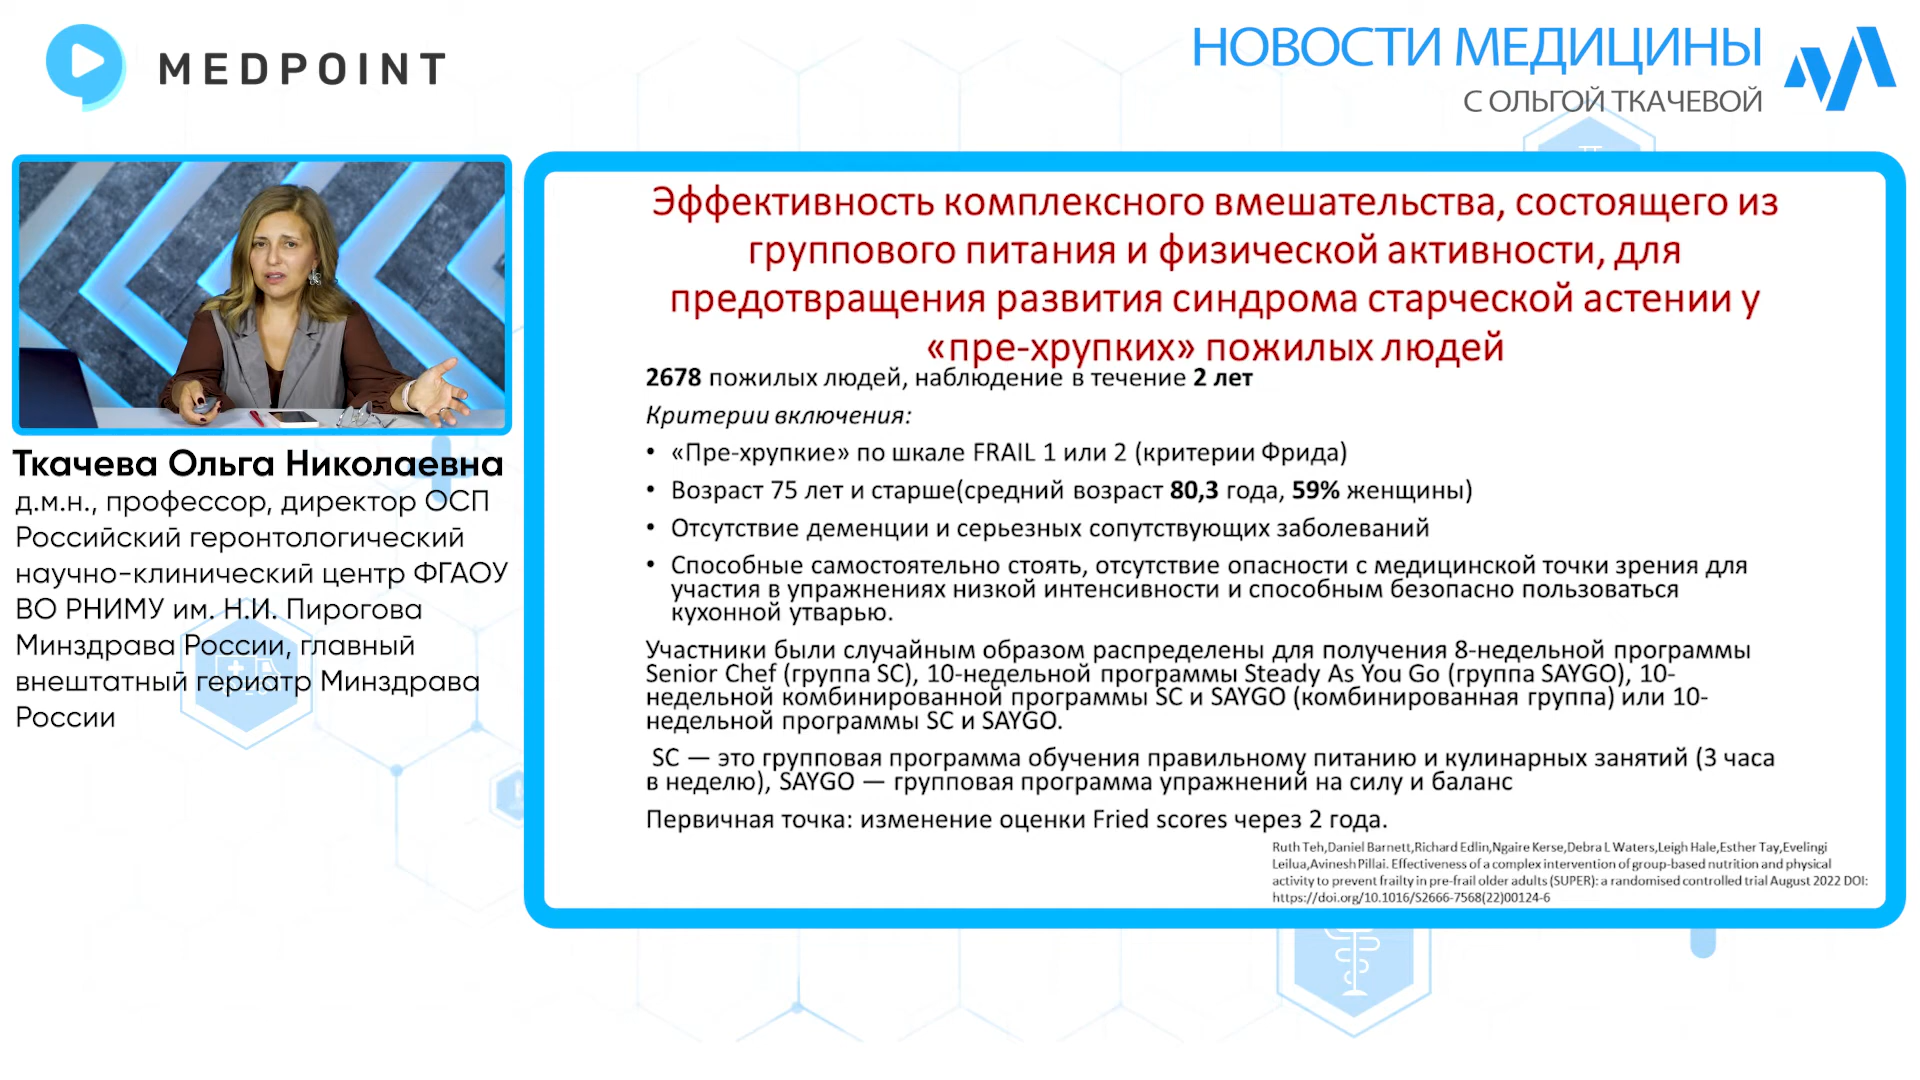 MEDPOINT
НОВОСТИ МЕДИЦИНЫ
С ОЛЬГОЙ ТКАЧЕВОЙ
Ткачева Ольга Николаевна
д.м.н., профессор, директор ОСП
Российский геронтологический
научно-клинический центр ФГАОУ
ВО РНИМУ им. Н.И. Пирогова
Минздрава России, главный
внештатный гериатр Минздрава
России
Эффективность комплексного вмешательства, состоящего из
группового питания и физической активности, для
предотвращения развития синдрома старческой астении у
«пре-хрупких» пожилых людей
2678 пожилых людей, наблюдение в течение 2 лет
Критерии включения:
• «Пре-хрупкие» по шкале FRAIL 1 или 2 (критерии Фрида)
• Возраст 75 лет и старше(средний возраст 80,3 года, 59% женщины)
• Отсутствие деменции и серьезных сопутствующих заболеваний
• Способные самостоятельно стоять, отсутствие опасности с медицинской точки зрения для
участия в упражнениях низкой интенсивности и способным безопасно пользоваться
кухонной утварью.
Участники были случайным образом распределены для получения 8-недельной программы
Senior Chef (группа SC), 10-недельной программы Steady As You Go (группа SAYGO), 10-
недельной комбинированной программы SC и SAYGO (комбинированная группа) или 10-
недельной программы SC и SAYGO.
SC — это групповая программа обучения правильному питанию и кулинарных занятий (3 часа
в неделю), SAYGO — групповая программа упражнений на силу и баланс
Первичная точка: изменение оценки Fried scores через 2 года.
Ruth Teh,Daniel Barnett,Richard Edlin,Ngaire Kerse,Debra L Waters,Leigh Hale,Esther Tay,Evelingi
Leilua,Avinesh Pillai. Effectiveness of a complex intervention of group-based nutrition and physical
activity to prevent frailty in pre-frail older adults (SUPER): a randomised controlled trial August 2022 DOI:
https://doi.org/10.1016/S2666-7568(22)00124-6